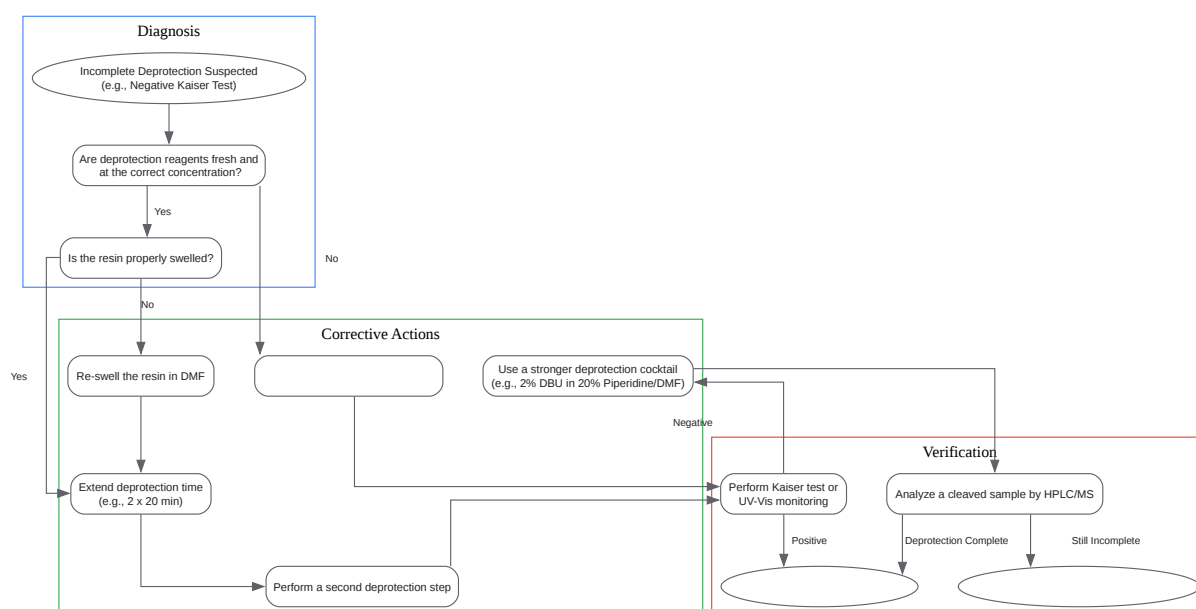 Diagnosis
Incomplete Deprotection Suspected
(e.g., Negative Kaiser Test)
Are deprotection reagents fresh and
at the correct concentration?
Yes
Is the resin properly swelled?
No
No
Corrective Actions
Yes
Re-swell the resin in DMF
Use a stronger deprotection cocktail
(e.g., 2% DBU in 20% Piperidine/DMF)
Negative
Verification
Extend deprotection time
(e.g., 2 x 20 min)
Perform Kaiser test or
UV-Vis monitoring
Analyze a cleaved sample by HPLC/MS
Positive
Deprotection Complete
Still Incomplete
Perform a second deprotection step